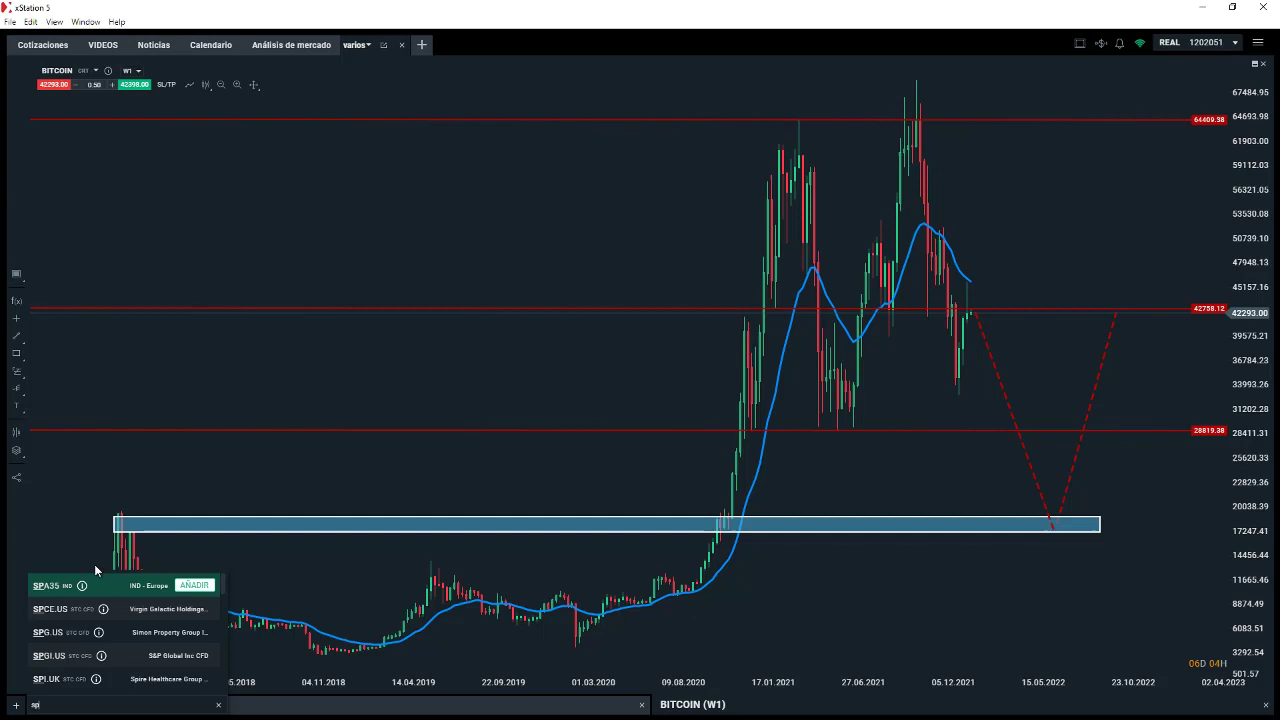 xStation 5
File Edit View Window Help
Cotizaciones VIDEOS Noticias Calendario Análisis de mercado varios
REAL 1202051
BITCOIN CRT W1
42293.00 0.50 42398.00 SL/TP
67484.95
64693.98
64409.38
61903.00
59112.03
56321.05
53530.08
50739.10
47948.13
45157.16
42758.12
42293.00
39575.21
36784.23
33993.26
31202.28
28819.38
28411.31
25620.33
22829.36
20038.39
17247.41
14456.44
11665.46
8874.49
6083.51
3292.54
501.57
f(x)
T
SPA35 IND IND - Europe AÑADIR
SPCE.US STC CFD Virgin Galactic Holdings...
SPG.US STC CFD Simon Property Group I...
SPGI.US STC CFD S&P Global Inc CFD
SPI.UK STC CFD Spire Healthcare Group ...
06D 04H
5.2018 04.11.2018 14.04.2019 22.09.2019 01.03.2020 09.08.2020 17.01.2021 27.06.2021 05.12.2021 15.05.2022 23.10.2022 02.04.2023
sp
BITCOIN (W1)